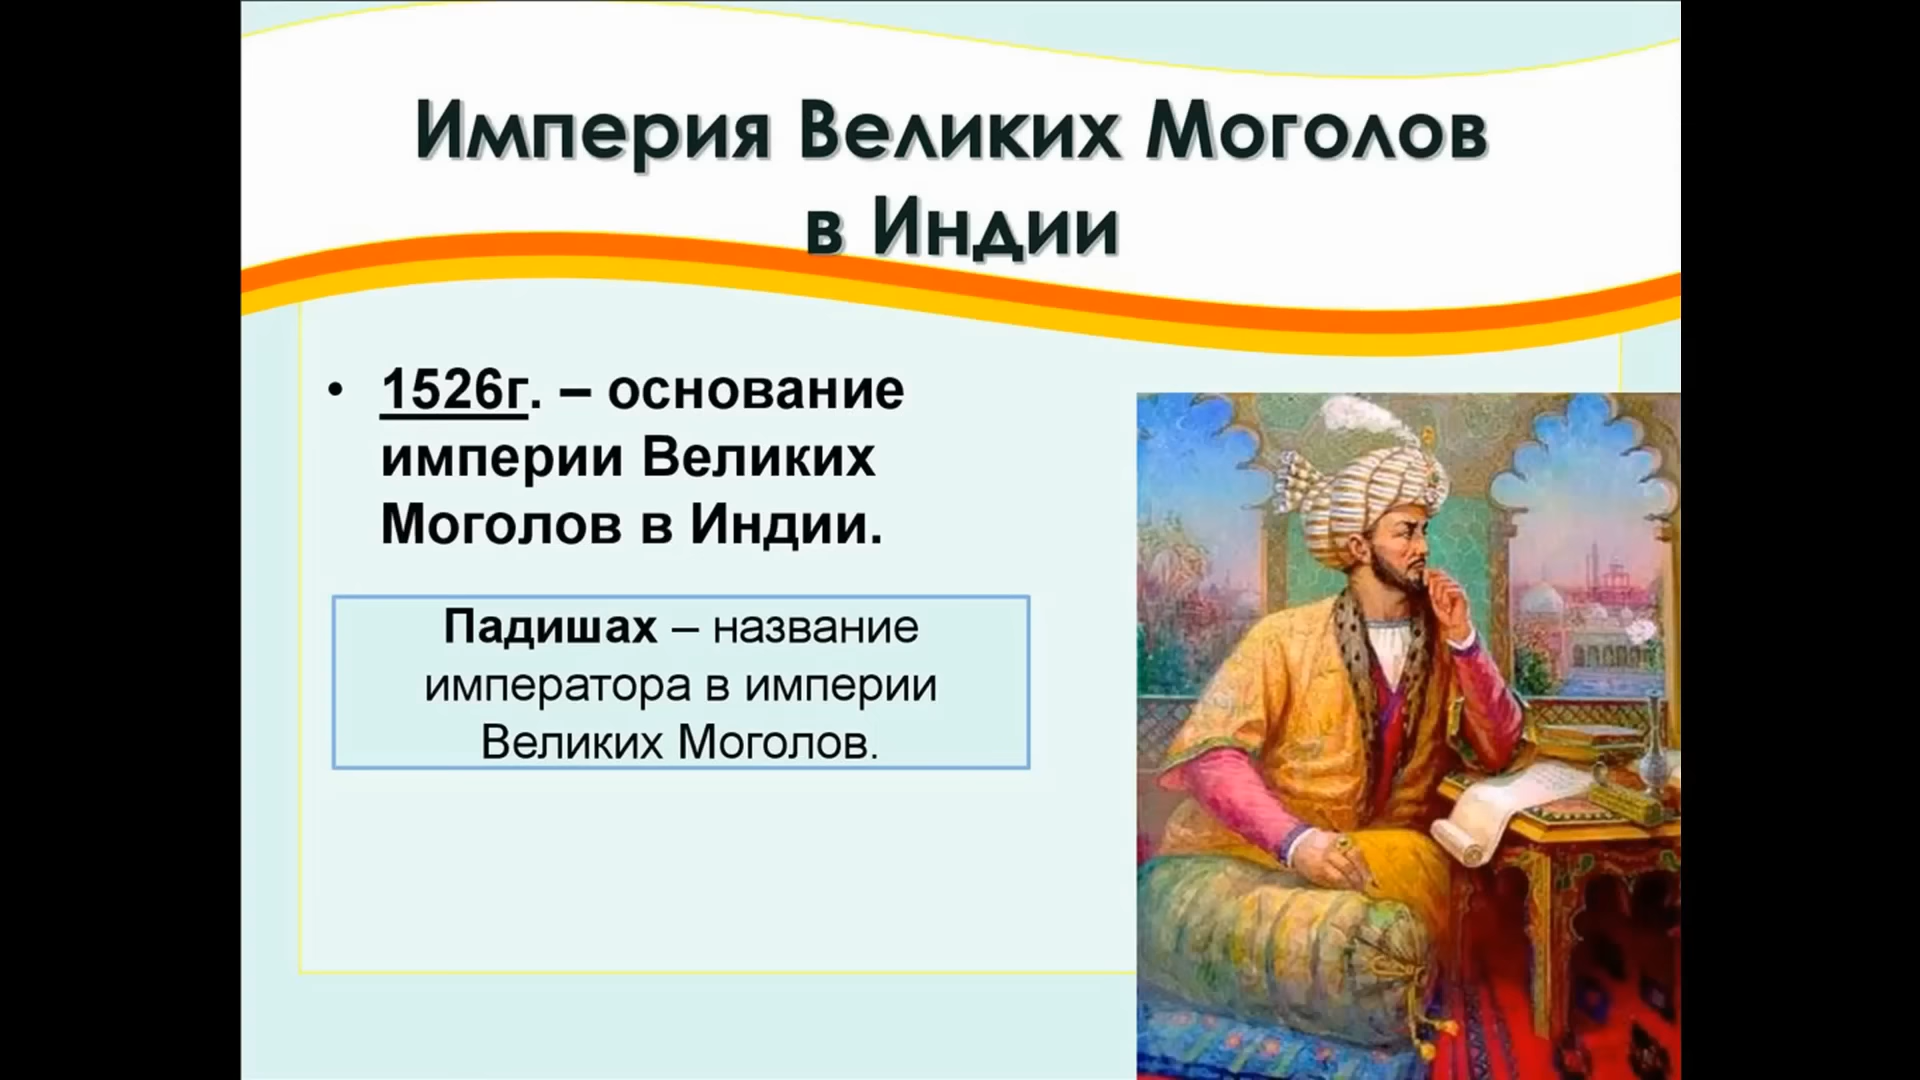 Империя Великих Моголов
в Индии
• 1526г. – основание
империи Великих
Моголов в Индии.
Падишах – название
императора в империи
Великих Моголов.